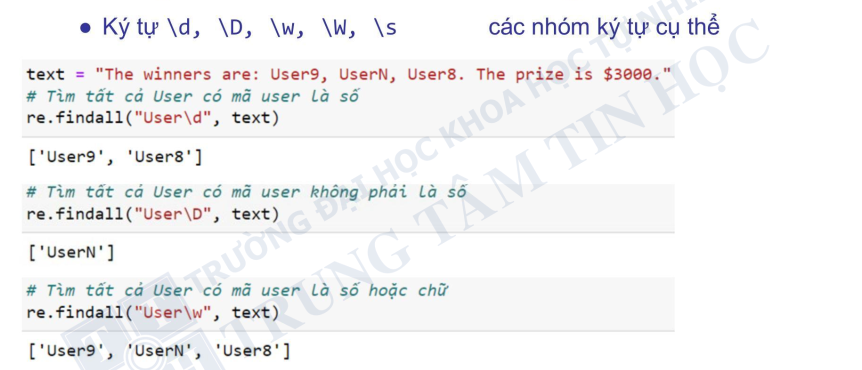 ● Ký tự \d, \D, \w, \W, \s các nhóm ký tự cụ thể
text = "The winners are: User9, UserN, User8. The prize is $3000."
# Tìm tất cả User có mã user là số
re.findall("User\d", text)
['User9', 'User8']
# Tìm tất cả User có mã user không phải là số
re.findall("User\D", text)
['UserN']
# Tìm tất cả User có mã user là số hoặc chữ
re.findall("User\w", text)
['User9', 'UserN', 'User8']
TRƯỜNG ĐẠI HỌC KHOA HỌC TỰ NHIÊN
TRUNG TÂM TIN HỌC